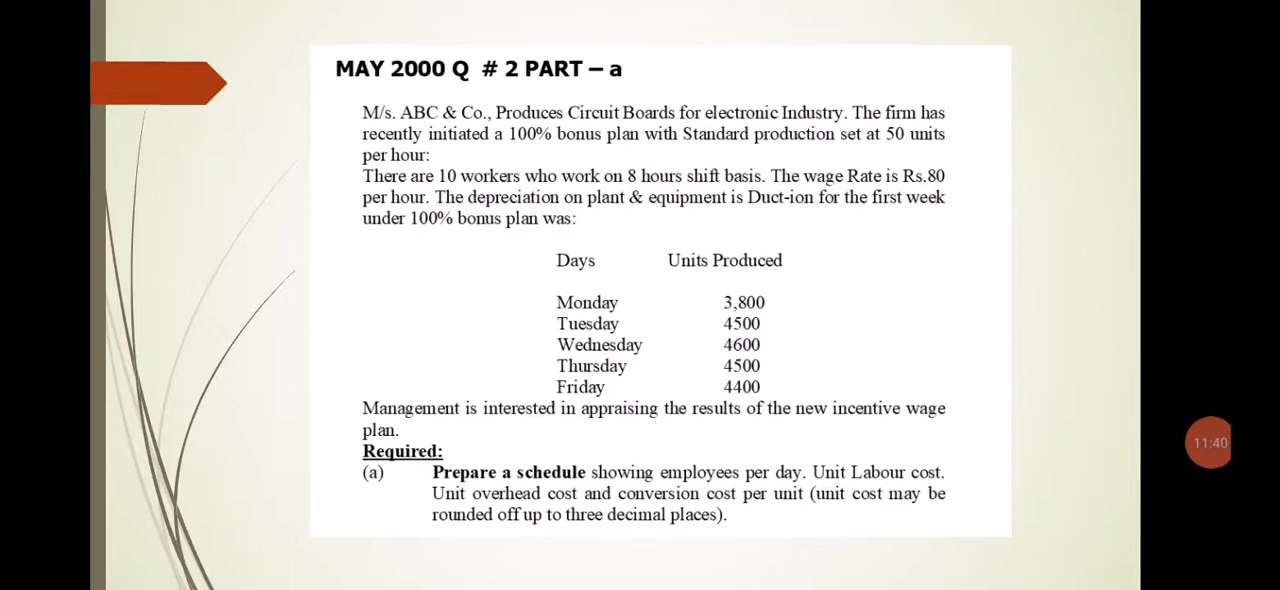 MAY 2000 Q # 2 PART – a
M/s. ABC & Co., Produces Circuit Boards for electronic Industry. The firm has
recently initiated a 100% bonus plan with Standard production set at 50 units
per hour:
There are 10 workers who work on 8 hours shift basis. The wage Rate is Rs.80
per hour. The depreciation on plant & equipment is Duct-ion for the first week
under 100% bonus plan was:
Days Units Produced
Monday 3,800
Tuesday 4500
Wednesday 4600
Thursday 4500
Friday 4400
Management is interested in appraising the results of the new incentive wage
plan.
Required:
(a) Prepare a schedule showing employees per day. Unit Labour cost.
Unit overhead cost and conversion cost per unit (unit cost may be
rounded off up to three decimal places).
11:40